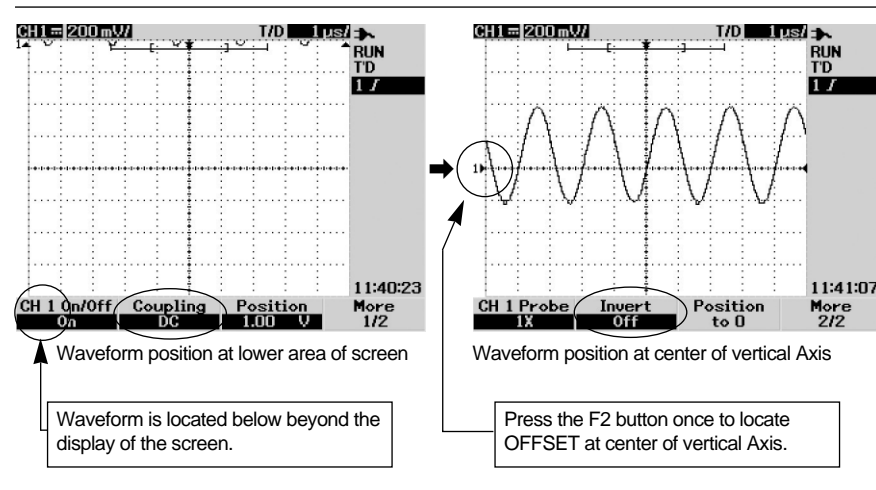 CH1 200 mV/ T/D 1 µs/
RUN
T'D
1
1
11:40:23
CH 1 On/Off Coupling Position More
On DC 1.00 V 1/2
Waveform position at lower area of screen
Waveform is located below beyond the
display of the screen.
CH1 200 mV/ T/D 1 µs/
RUN
T'D
1
1
11:41:07
CH 1 Probe Invert Position More
1X Off to 0 2/2
Waveform position at center of vertical Axis
Press the F2 button once to locate
OFFSET at center of vertical Axis.